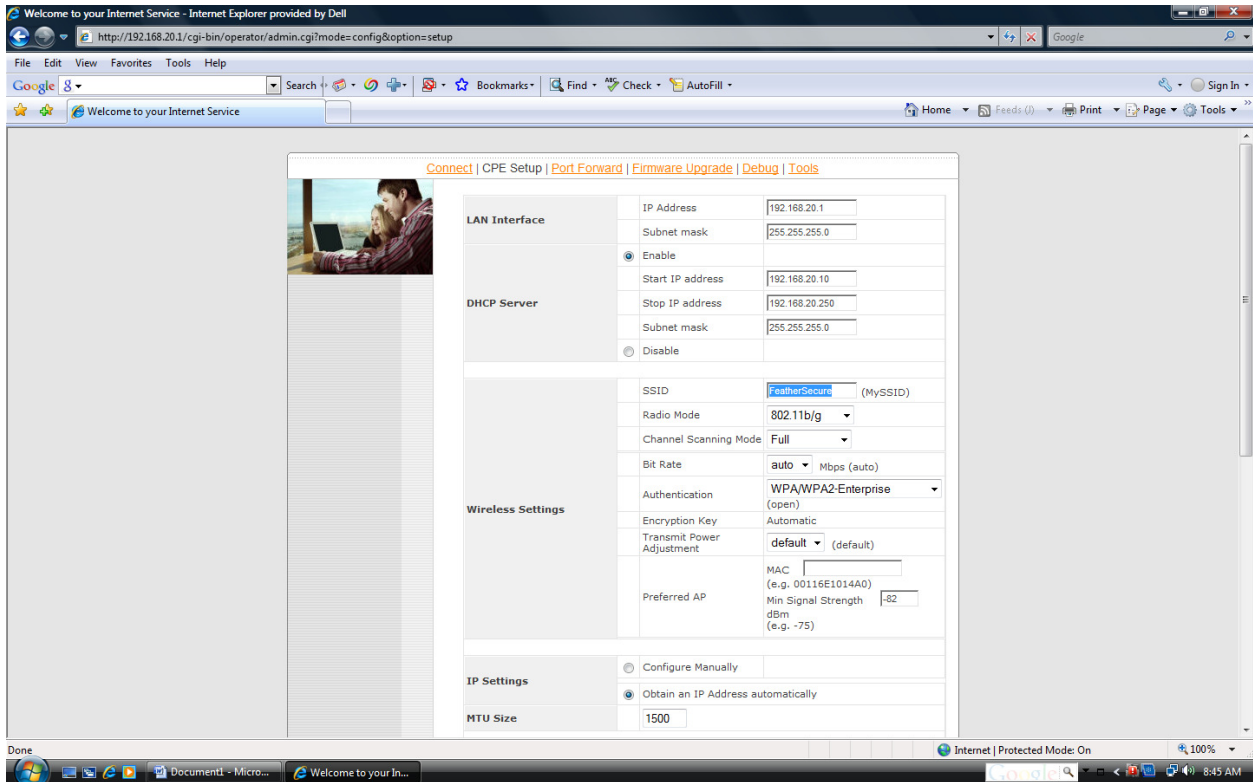 Welcome to your Internet Service - Internet Explorer provided by Dell
http://192.168.20.1/cgi-bin/operator/admin.cgi?mode=config&option=setup
Google
File Edit View Favorites Tools Help
Google Search Bookmarks Find Check AutoFill Sign In
Welcome to your Internet Service
Home Feeds (J) Print Page Tools
Connect | CPE Setup | Port Forward | Firmware Upgrade | Debug | Tools
LAN Interface
IP Address 192.168.20.1
Subnet mask 255.255.255.0
DHCP Server
Enable
Start IP address 192.168.20.10
Stop IP address 192.168.20.250
Subnet mask 255.255.255.0
Disable
Wireless Settings
SSID FeatherSecure (MySSID)
Radio Mode 802.11b/g
Channel Scanning Mode Full
Bit Rate auto Mbps (auto)
Authentication WPA/WPA2-Enterprise
(open)
Encryption Key Automatic
Transmit Power
Adjustment default (default)
Preferred AP
MAC
(e.g. 00116E1014A0)
Min Signal Strength -82
dBm
(e.g. -75)
IP Settings
Configure Manually
Obtain an IP Address automatically
MTU Size 1500
Done
Internet | Protected Mode: On 100%
Document1 - Micro... Welcome to your In... Google 8:45 AM